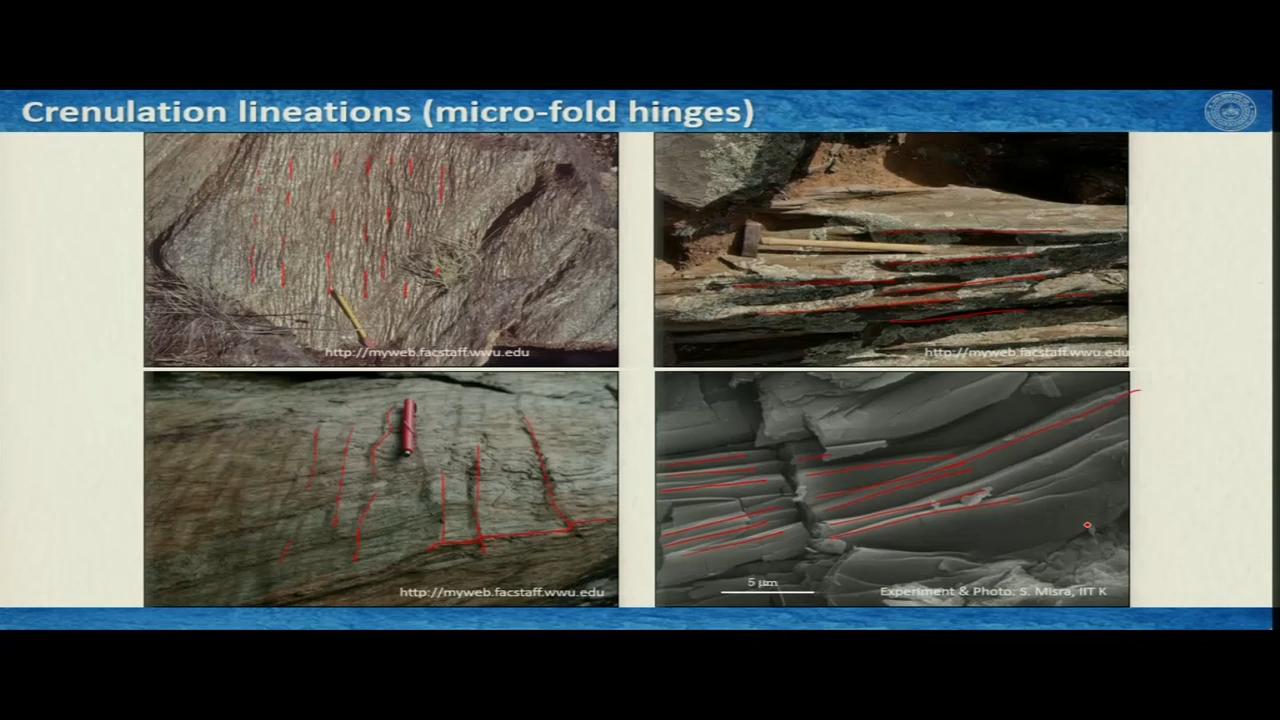 Crenulation lineations (micro-fold hinges)
http://myweb.facstaff.wwu.edu
http://myweb.facstaff.wwu.edu
http://myweb.facstaff.wwu.edu
5 µm
Experiment & Photo: S. Misra, IIT K